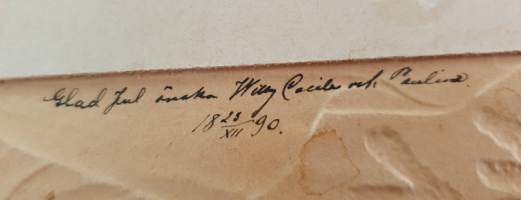 Glad Jul önska Willy Cecile och Pauline.
18 23/XII 90.